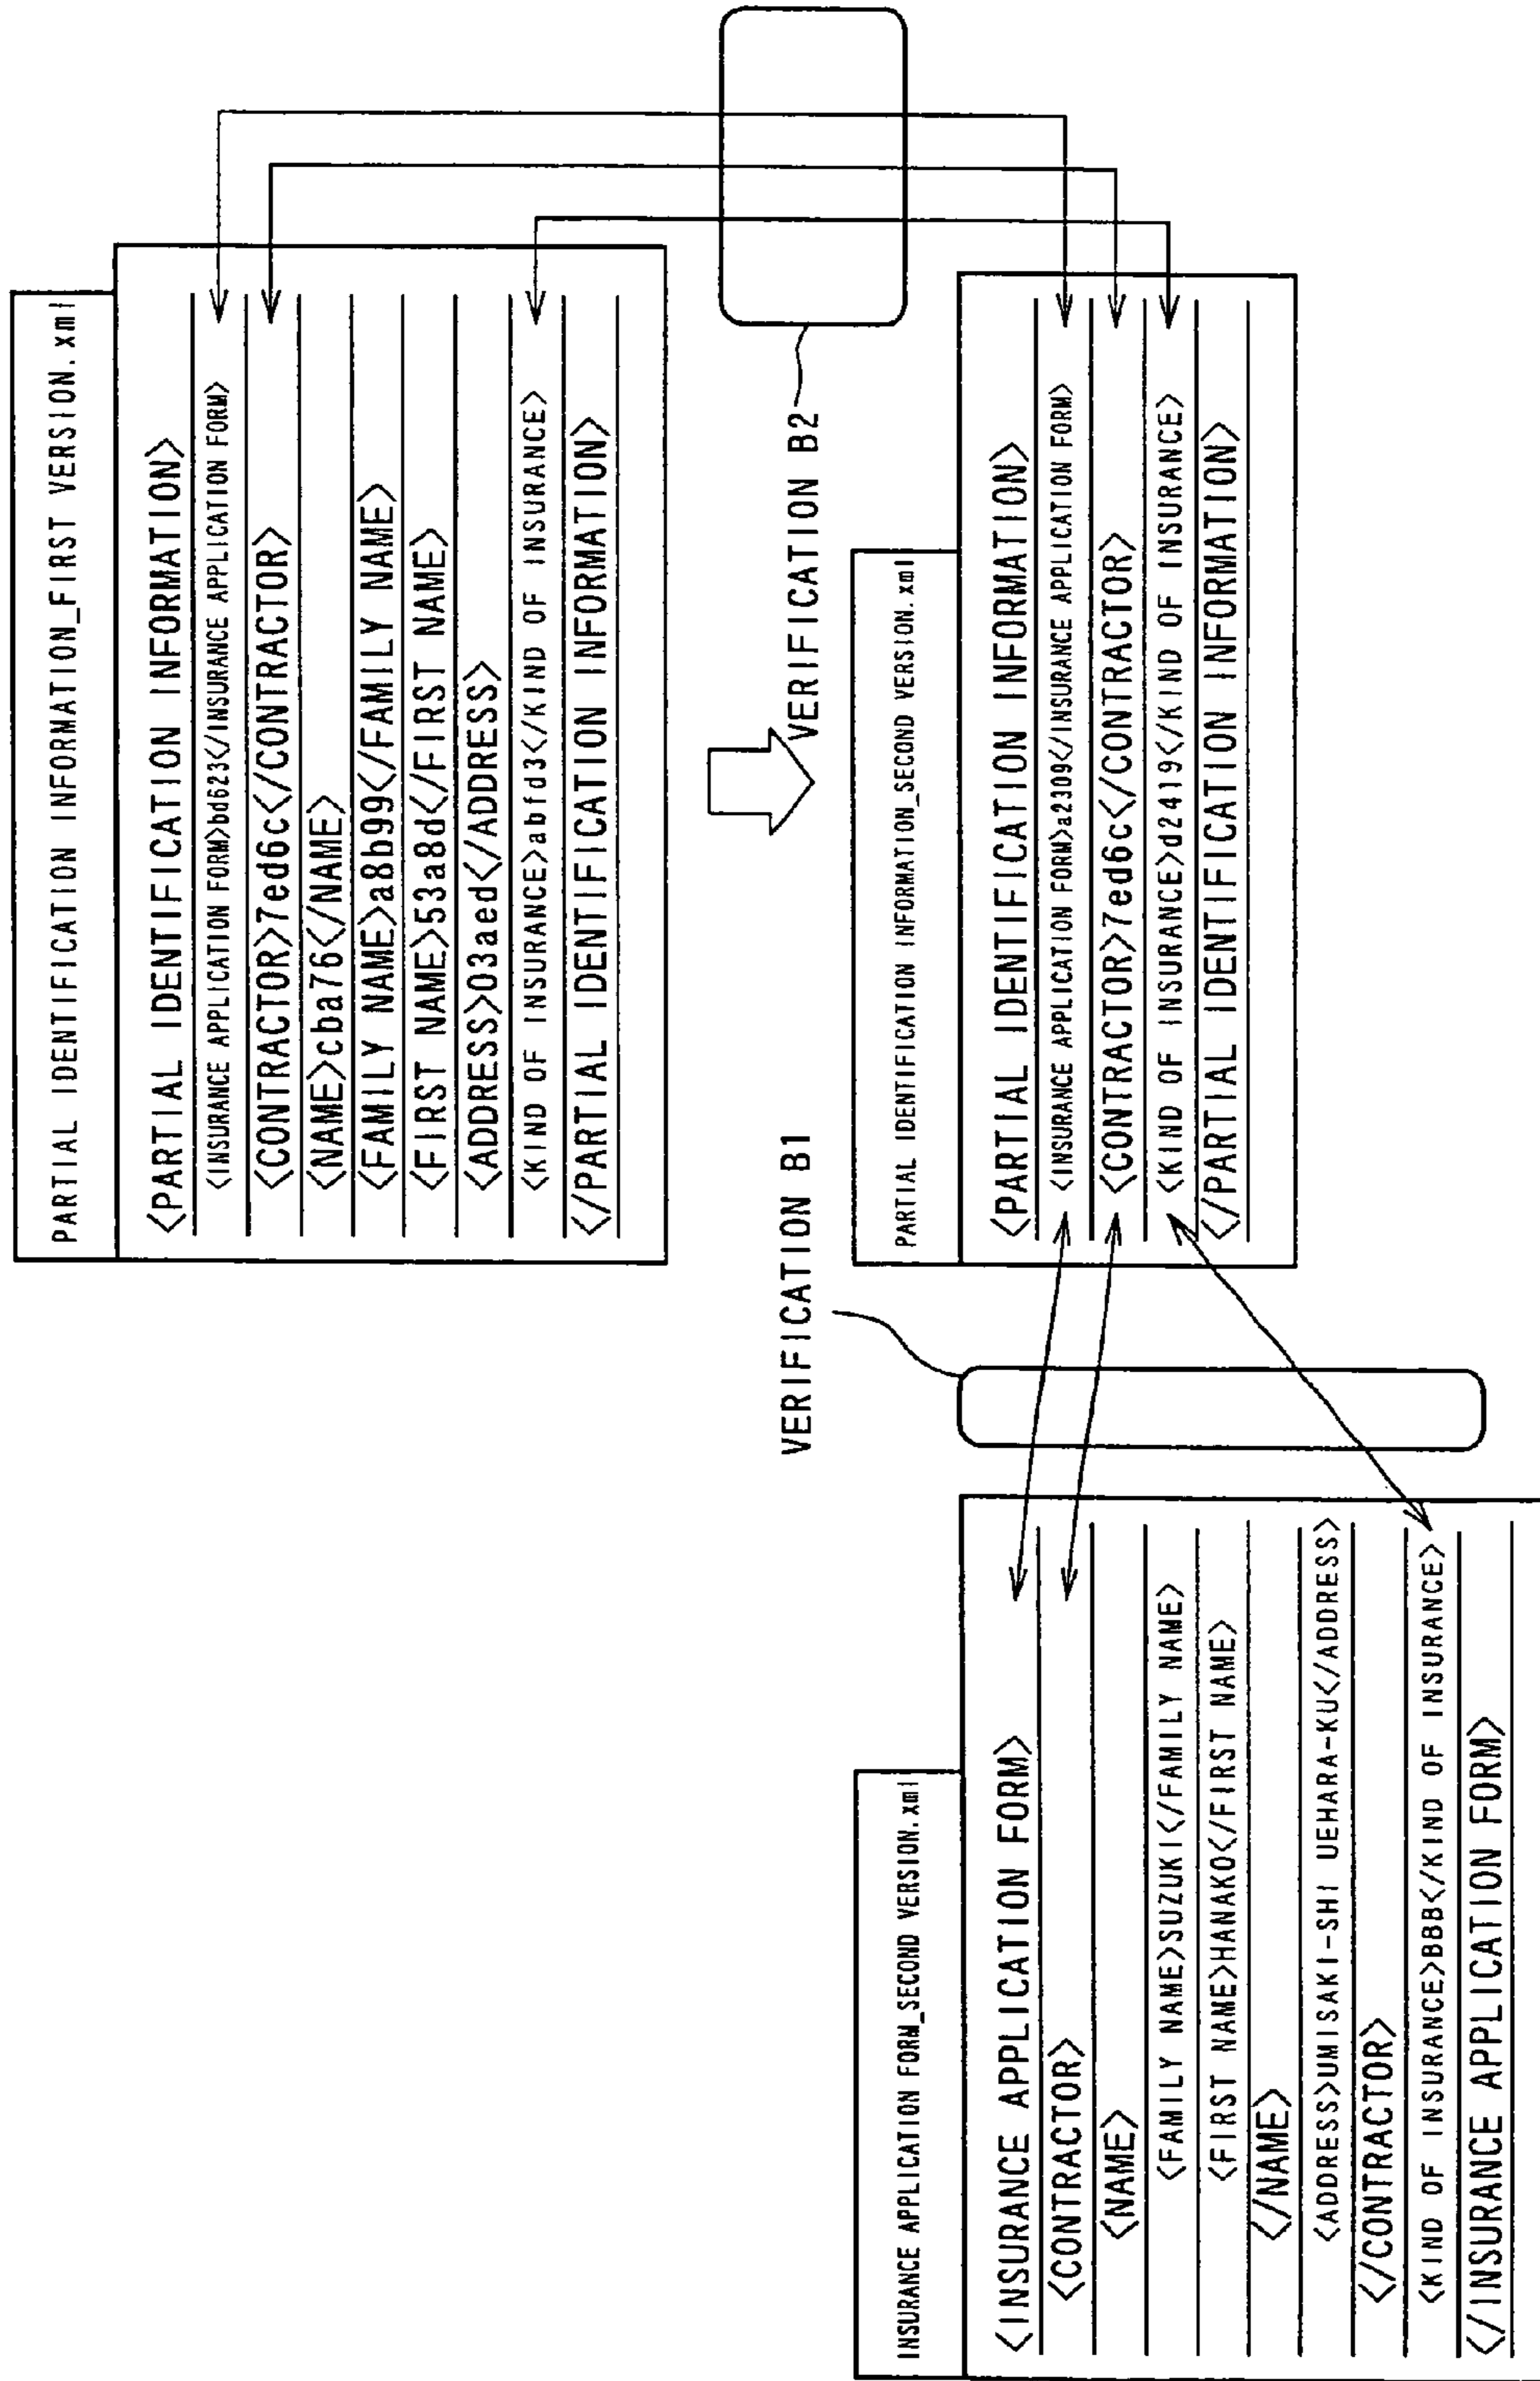 PARTIAL IDENTIFICATION INFORMATION_FIRST VERSION.xml
<PARTIAL IDENTIFICATION INFORMATION>
<INSURANCE APPLICATION FORM>bd623</INSURANCE APPLICATION FORM>
<CONTRACTOR>7ed6c</CONTRACTOR>
<NAME>cba76</NAME>
<FAMILY NAME>a8b99</FAMILY NAME>
<FIRST NAME>53a8d</FIRST NAME>
<ADDRESS>03aed</ADDRESS>
<KIND OF INSURANCE>abfd3</KIND OF INSURANCE>
</PARTIAL IDENTIFICATION INFORMATION>
VERIFICATION B1
VERIFICATION B2
INSURANCE APPLICATION FORM_SECOND VERSION.xml
<INSURANCE APPLICATION FORM>
<CONTRACTOR>
<NAME>
<FAMILY NAME>SUZUKI</FAMILY NAME>
<FIRST NAME>HANAKO</FIRST NAME>
</NAME>
<ADDRESS>UMISAKI-SHI UEHARA-KU</ADDRESS>
</CONTRACTOR>
<KIND OF INSURANCE>BBB</KIND OF INSURANCE>
</INSURANCE APPLICATION FORM>
PARTIAL IDENTIFICATION INFORMATION_SECOND VERSION.xml
<PARTIAL IDENTIFICATION INFORMATION>
<INSURANCE APPLICATION FORM>a2309</INSURANCE APPLICATION FORM>
<CONTRACTOR>7ed6c</CONTRACTOR>
<KIND OF INSURANCE>d2419</KIND OF INSURANCE>
</PARTIAL IDENTIFICATION INFORMATION>